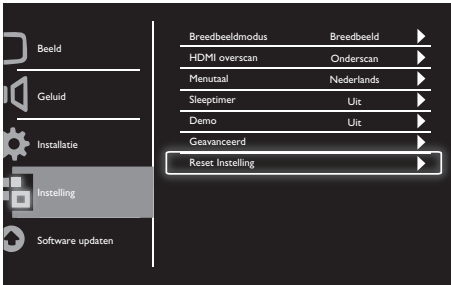 Beeld
Geluid
Installatie
Instelling
Software updaten
Breedbeeldmodus Breedbeeld
HDMI overscan Onderscan
Menutaal Nederlands
Sleeptimer Uit
Demo Uit
Geavanceerd
Reset Instelling